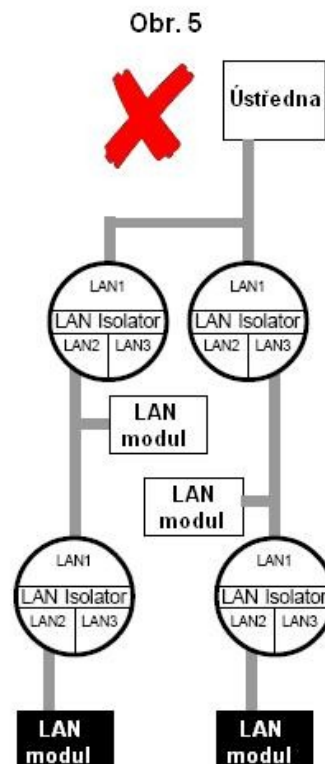 Obr. 5
Ústředna
LAN1
LAN Isolator
LAN2 LAN3
LAN1
LAN Isolator
LAN2 LAN3
LAN
modul
LAN
modul
LAN1
LAN Isolator
LAN2 LAN3
LAN1
LAN Isolator
LAN2 LAN3
LAN
modul
LAN
modul